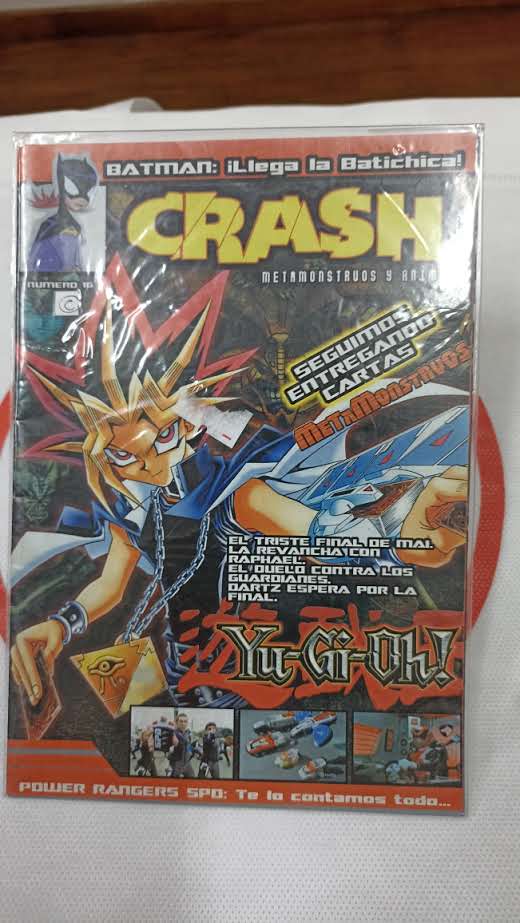 BATMAN: ¡Llega la Batichica!
CRASH
METAMONSTRUOS Y ANIM
NUMERO 16
SEGUIMOS
ENTREGANDO
CARTAS
METAMONSTRUOS
EL TRISTE FINAL DE MAI.
LA REVANCHA CON
RAPHAEL.
EL DUELO CONTRA LOS
GUARDIANES.
DARTZ ESPERA POR LA
FINAL.
Yu-Gi-Oh!
POWER RANGERS SPD: Te lo contamos todo...